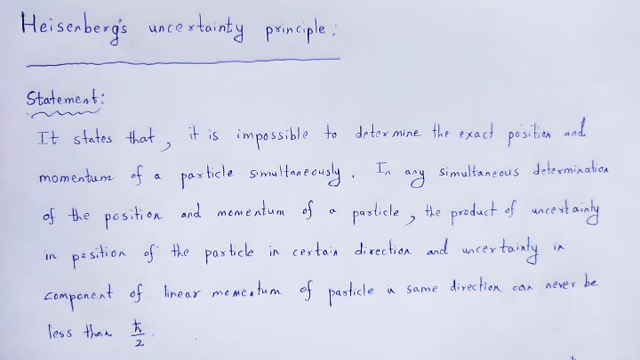 Heisenberg's uncertainty principle:
Statement:
It states that, it is impossible to determine the exact position and
momentum of a particle simultaneously. In any simultaneous determination
of the position and momentum of a particle, the product of uncertainty
in position of the particle in certain direction and uncertainty in
component of linear momentum of particle in same direction can never be
less than ħ/2.